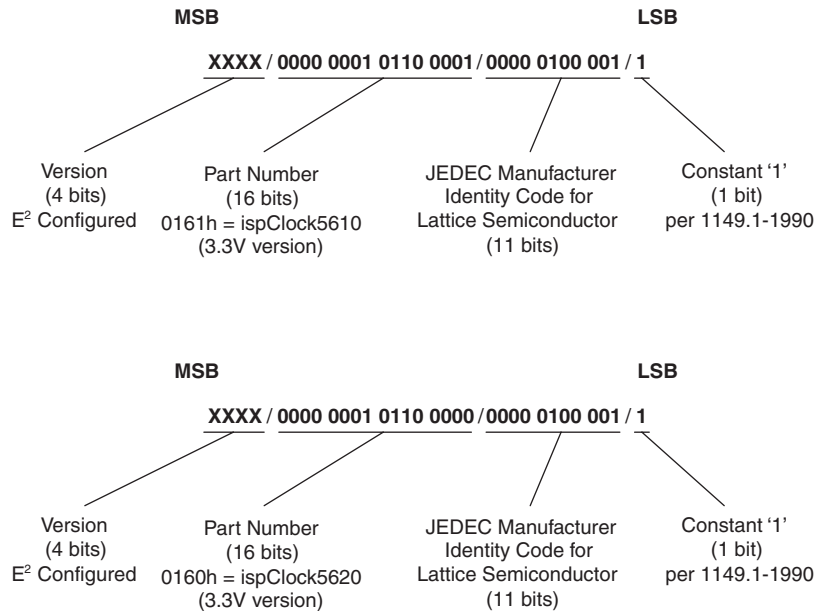 MSB LSB
XXXX / 0000 0001 0110 0001 / 0000 0100 001 / 1
Version
(4 bits)
E² Configured
Part Number
(16 bits)
0161h = ispClock5610
(3.3V version)
JEDEC Manufacturer
Identity Code for
Lattice Semiconductor
(11 bits)
Constant ‘1’
(1 bit)
per 1149.1-1990
MSB LSB
XXXX / 0000 0001 0110 0000 / 0000 0100 001 / 1
Version
(4 bits)
E² Configured
Part Number
(16 bits)
0160h = ispClock5620
(3.3V version)
JEDEC Manufacturer
Identity Code for
Lattice Semiconductor
(11 bits)
Constant ‘1’
(1 bit)
per 1149.1-1990